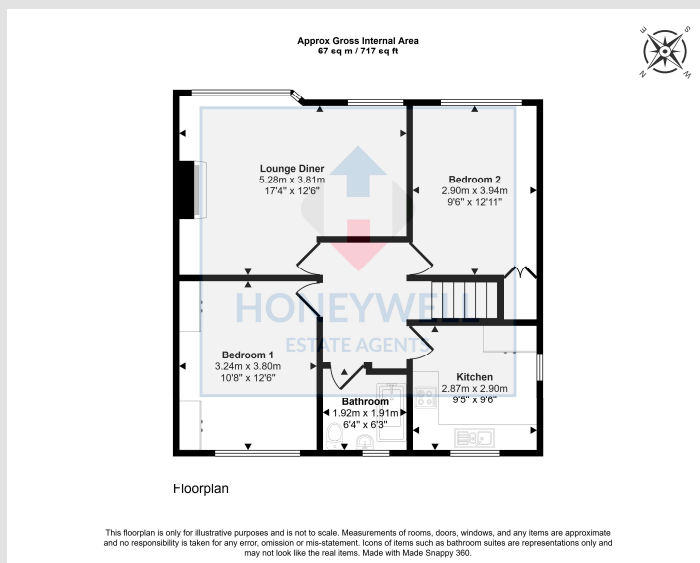 Approx Gross Internal Area
67 sq m / 717 sq ft
E
S
N
W
Lounge Diner
5.28m x 3.81m
17'4" x 12'6"
Bedroom 2
2.90m x 3.94m
9'6" x 12'11"
HONEYWELL
ESTATE AGENTS
Bedroom 1
3.24m x 3.80m
10'8" x 12'6"
Kitchen
2.87m x 2.90m
9'5" x 9'6"
Bathroom
1.92m x 1.91m
6'4" x 6'3"
Floorplan
This floorplan is only for illustrative purposes and is not to scale. Measurements of rooms, doors, windows, and any items are approximate
and no responsibility is taken for any error, omission or mis-statement. Icons of items such as bathroom suites are representations only and
may not look like the real items. Made with Made Snappy 360.